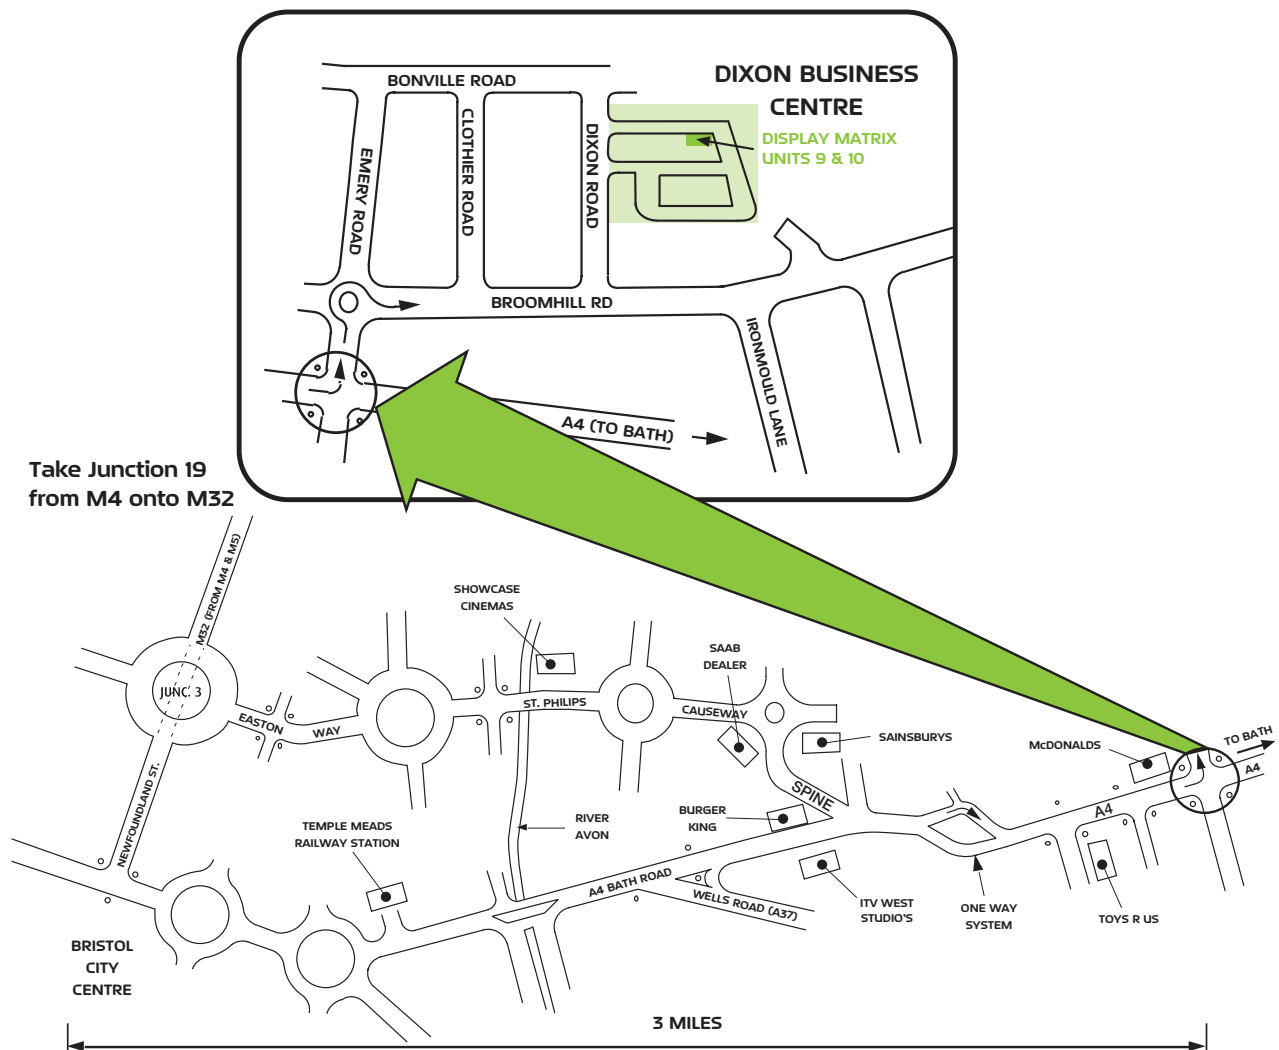 DIXON BUSINESS
CENTRE
DISPLAY MATRIX
UNITS 9 & 10
BONVILLE ROAD
EMERY ROAD
CLOTHIER ROAD
DIXON ROAD
BROOMHILL RD
IRONMOULD LANE
A4 (TO BATH)
Take Junction 19
from M4 onto M32
M32 (FROM M4 & M5)
JUNC. 3
EASTON WAY
NEWFOUNDLAND ST.
SHOWCASE
CINEMAS
ST. PHILIPS
CAUSEWAY
SAAB
DEALER
SAINSBURYS
SPINE
McDONALDS
TO BATH
A4
A4
BURGER
KING
RIVER
AVON
TEMPLE MEADS
RAILWAY STATION
A4 BATH ROAD
WELLS ROAD (A37)
ITV WEST
STUDIO'S
ONE WAY
SYSTEM
TOYS R US
BRISTOL
CITY
CENTRE
3 MILES